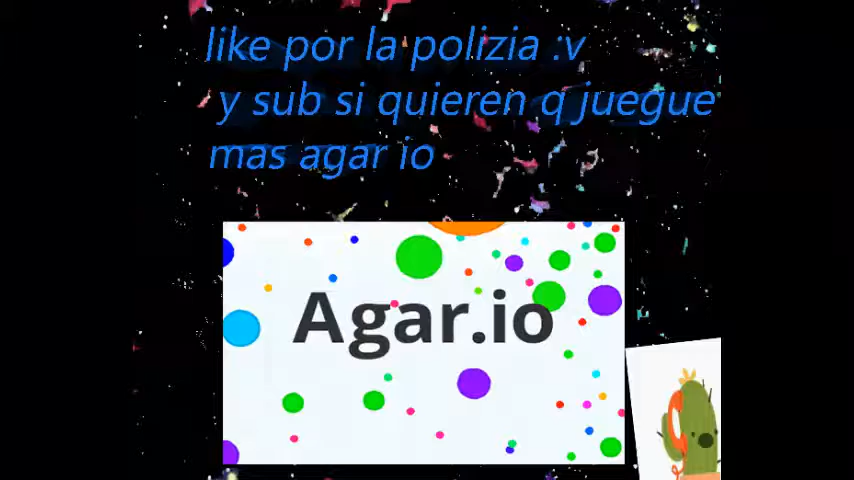 like por la polizia :v
y sub si quieren q juegue
mas agar io
Agar.io